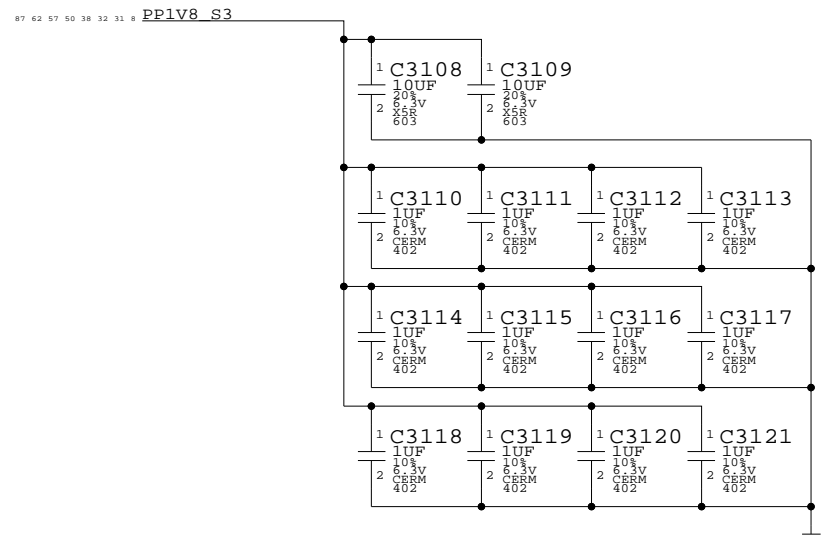 87 62 57 50 38 32 31 8 PP1V8_S3
1 C3108 1 C3109
10UF 10UF
20% 20%
6.3V 6.3V
2 X5R 2 X5R
603 603
1 C3110 1 C3111 1 C3112 1 C3113
1UF 1UF 1UF 1UF
10% 10% 10% 10%
6.3V 6.3V 6.3V 6.3V
2 CERM 2 CERM 2 CERM 2 CERM
402 402 402 402
1 C3114 1 C3115 1 C3116 1 C3117
1UF 1UF 1UF 1UF
10% 10% 10% 10%
6.3V 6.3V 6.3V 6.3V
2 CERM 2 CERM 2 CERM 2 CERM
402 402 402 402
1 C3118 1 C3119 1 C3120 1 C3121
1UF 1UF 1UF 1UF
10% 10% 10% 10%
6.3V 6.3V 6.3V 6.3V
2 CERM 2 CERM 2 CERM 2 CERM
402 402 402 402